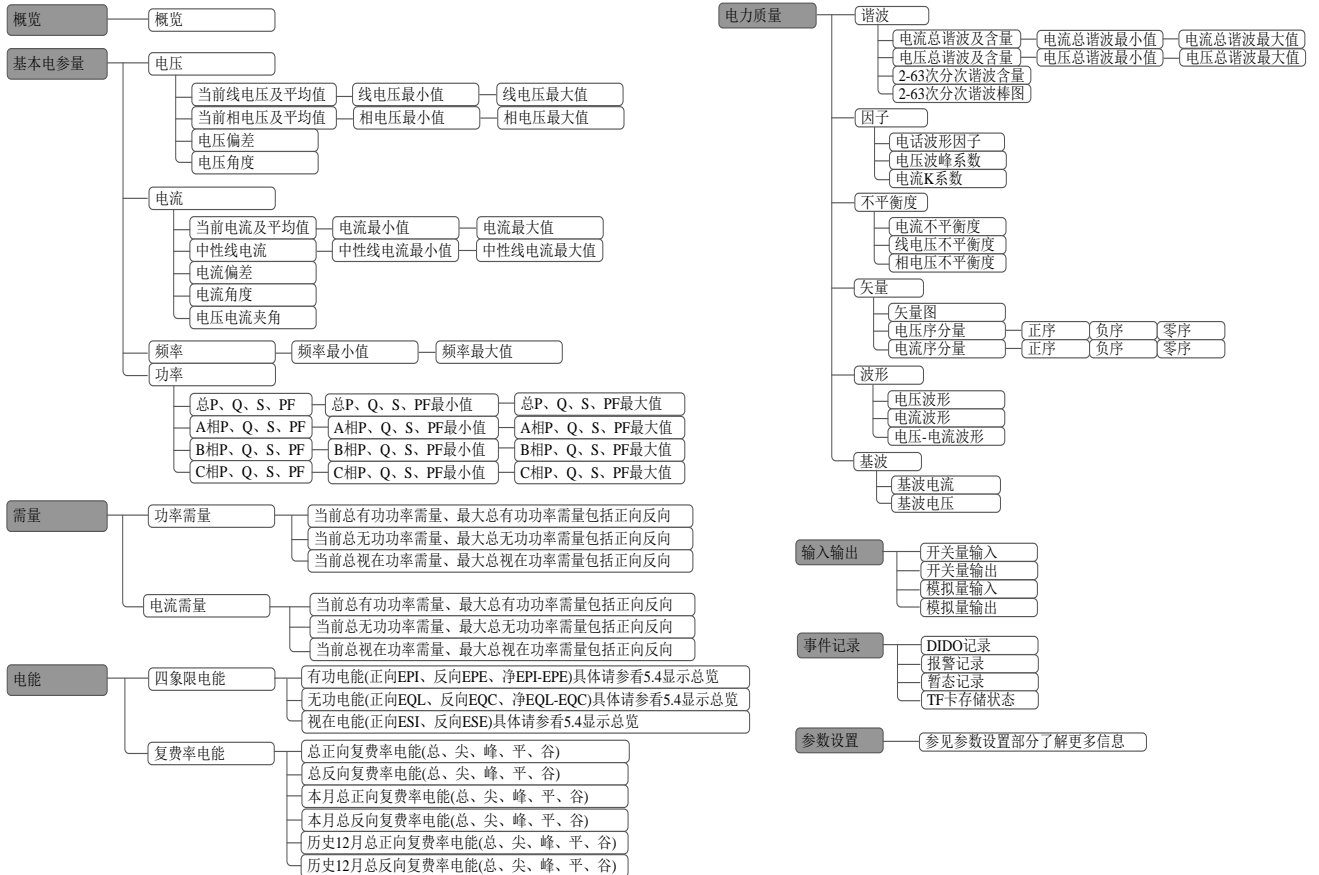 概览
概览
基本电参量
电压
当前线电压及平均值
线电压最小值
线电压最大值
当前相电压及平均值
相电压最小值
相电压最大值
电压偏差
电压角度
电流
当前电流及平均值
电流最小值
电流最大值
中性线电流
中性线电流最小值
中性线电流最大值
电流偏差
电流角度
电压电流夹角
频率
频率最小值
频率最大值
功率
总P、Q、S、PF
总P、Q、S、PF最小值
总P、Q、S、PF最大值
A相P、Q、S、PF
A相P、Q、S、PF最小值
A相P、Q、S、PF最大值
B相P、Q、S、PF
B相P、Q、S、PF最小值
B相P、Q、S、PF最大值
C相P、Q、S、PF
C相P、Q、S、PF最小值
C相P、Q、S、PF最大值
需量
功率需量
当前总有功功率需量、最大总有功功率需量包括正向反向
当前总无功功率需量、最大总无功功率需量包括正向反向
当前总视在功率需量、最大总视在功率需量包括正向反向
电流需量
当前总有功功率需量、最大总有功功率需量包括正向反向
当前总无功功率需量、最大总无功功率需量包括正向反向
当前总视在功率需量、最大总视在功率需量包括正向反向
电能
四象限电能
有功电能(正向EPI、反向EPE、净EPI-EPE)具体请参看5.4显示总览
无功电能(正向EQL、反向EQC、净EQL-EQC)具体请参看5.4显示总览
视在电能(正向ESI、反向ESE)具体请参看5.4显示总览
复费率电能
总正向复费率电能(总、尖、峰、平、谷)
总反向复费率电能(总、尖、峰、平、谷)
本月总正向复费率电能(总、尖、峰、平、谷)
本月总反向复费率电能(总、尖、峰、平、谷)
历史12月总正向复费率电能(总、尖、峰、平、谷)
历史12月总反向复费率电能(总、尖、峰、平、谷)
电力质量
谐波
电流总谐波及含量
电流总谐波最小值
电流总谐波最大值
电压总谐波及含量
电压总谐波最小值
电压总谐波最大值
2-63次分次谐波含量
2-63次分次谐波棒图
因子
电话波形因子
电压波峰系数
电流K系数
不平衡度
电流不平衡度
线电压不平衡度
相电压不平衡度
矢量
矢量图
电压序分量
正序
负序
零序
电流序分量
正序
负序
零序
波形
电压波形
电流波形
电压-电流波形
基波
基波电流
基波电压
输入输出
开关量输入
开关量输出
模拟量输入
模拟量输出
事件记录
DIDO记录
报警记录
暂态记录
TF卡存储状态
参数设置
参见参数设置部分了解更多信息